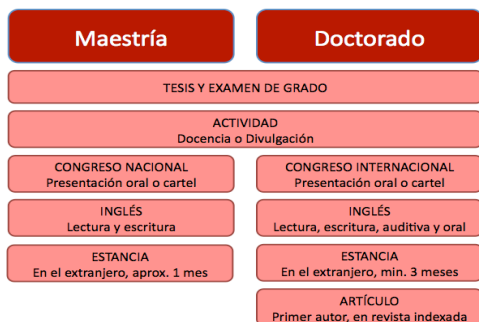 Maestría
Doctorado
TESIS Y EXAMEN DE GRADO
ACTIVIDAD
Docencia o Divulgación
CONGRESO NACIONAL
Presentación oral o cartel
CONGRESO INTERNACIONAL
Presentación oral o cartel
INGLÉS
Lectura y escritura
INGLÉS
Lectura, escritura, auditiva y oral
ESTANCIA
En el extranjero, aprox. 1 mes
ESTANCIA
En el extranjero, min. 3 meses
ARTÍCULO
Primer autor, en revista indexada